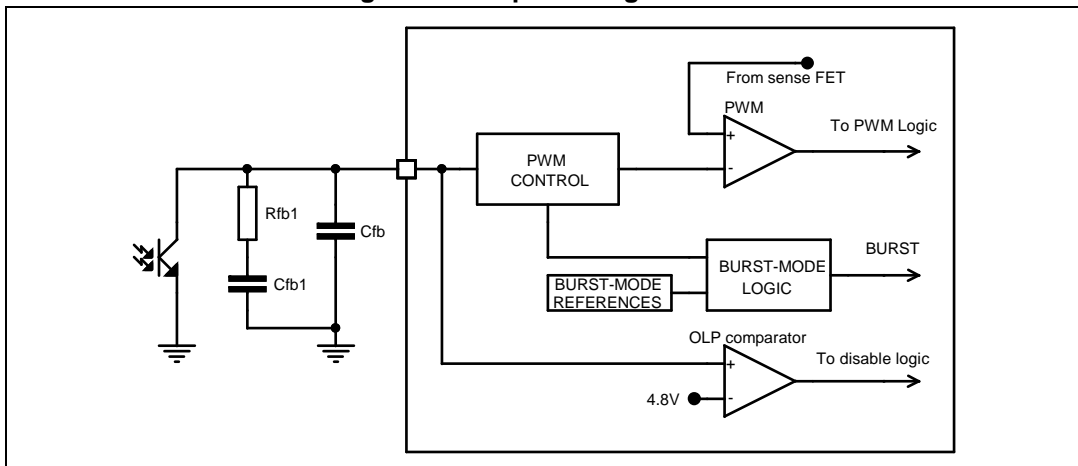 From sense FET
PWM
To PWM Logic
+
-
PWM
CONTROL
Rfb1
Cfb
Cfb1
BURST
BURST-MODE
LOGIC
BURST-MODE
REFERENCES
OLP comparator
To disable logic
+
4.8V
-